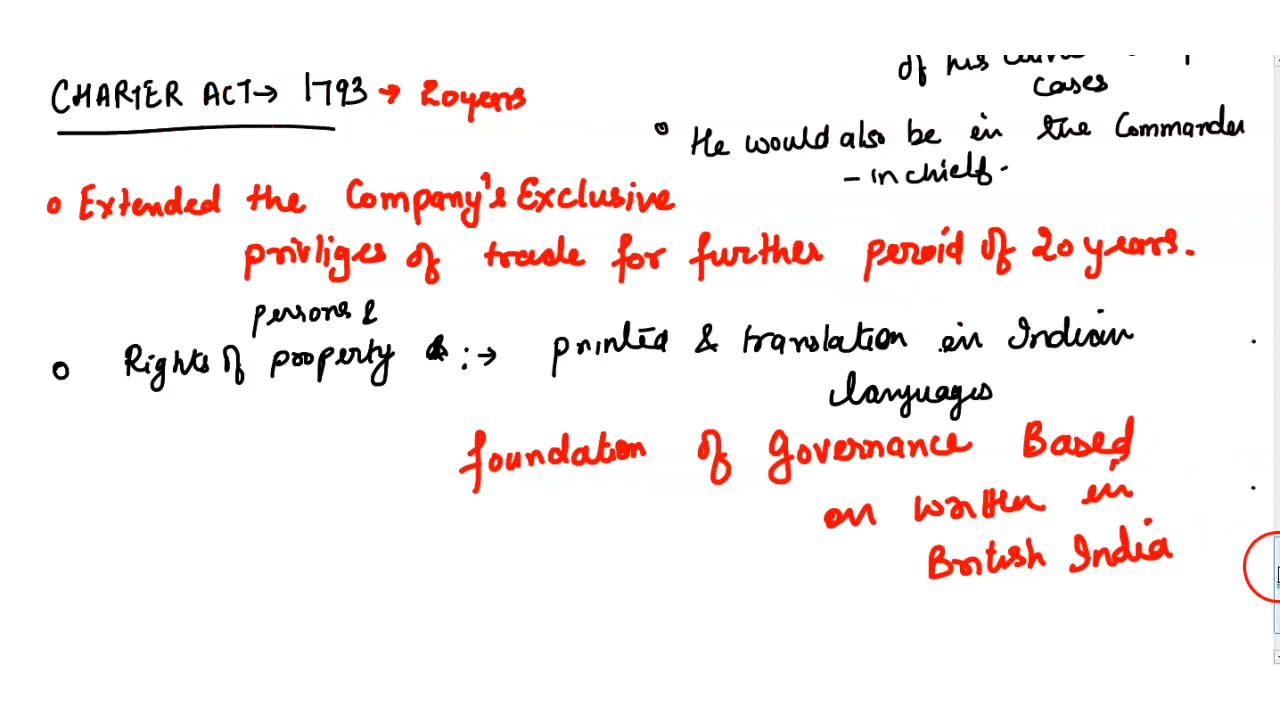 of his
cases
CHARTER ACT → 1793 → 20years
• He would also be in the Commander
- in chief.
• Extended the Company's Exclusive
privliges of trade for further peroid of 20 years.
persons &
• Rights of property & :→ printed & translation in Indian
languages
foundation of Governance Based
on written in
British India